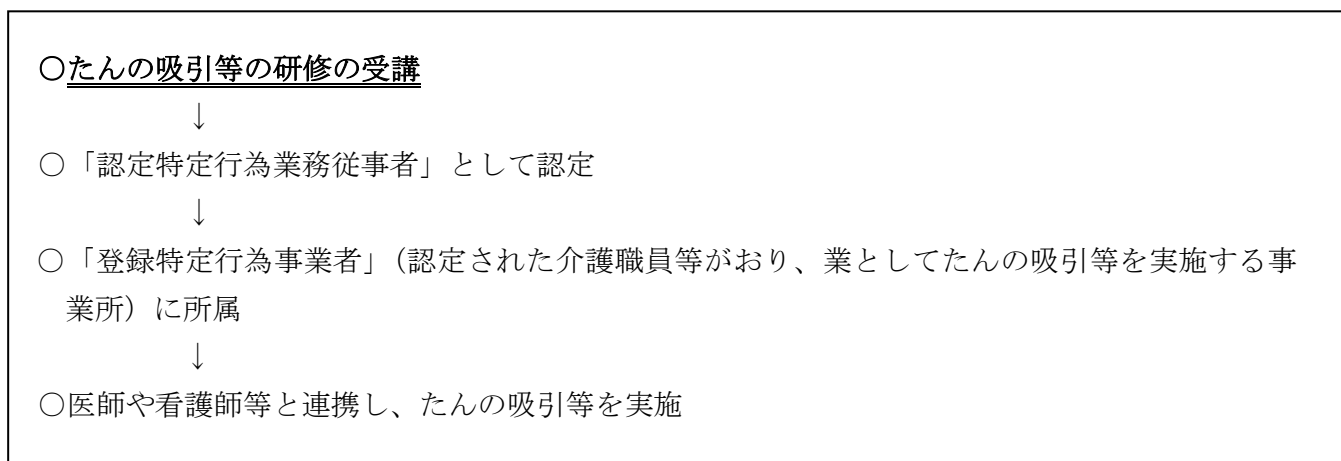 ○たんの吸引等の研修の受講
↓
○「認定特定行為業務従事者」として認定
↓
○「登録特定行為事業者」（認定された介護職員等がおり、業としてたんの吸引等を実施する事
業所）に所属
↓
○医師や看護師等と連携し、たんの吸引等を実施